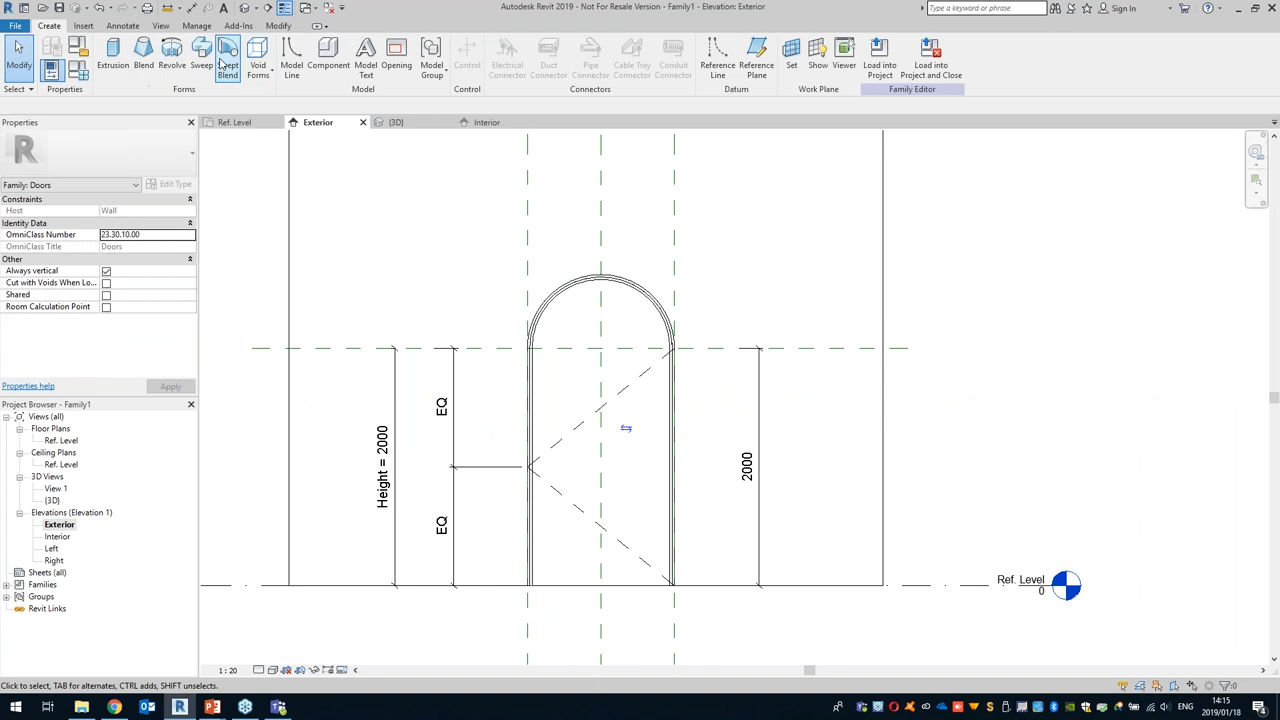 Autodesk Revit 2019 - Not For Resale Version - Family1 - Elevation: Exterior
Type a keyword or phrase
Sign In
File Create Insert Annotate View Manage Add-Ins Modify
Modify
Extrusion Blend Revolve Sweep Swept Blend Void Forms
Model Line Component Model Text Opening Model Group
Control
Electrical Connector Duct Connector Pipe Connector Cable Tray Connector Conduit Connector
Reference Line Reference Plane
Set Show Viewer
Load into Project Load into Project and Close
Select Properties Forms Model Control Connectors Datum Work Plane Family Editor
Properties
Ref. Level Exterior {3D} Interior
Family: Doors Edit Type
Constraints
Host Wall
Identity Data
OmniClass Number 23.30.10.00
OmniClass Title Doors
Other
Always vertical
Cut with Voids When Lo...
Shared
Room Calculation Point
Properties help Apply
Project Browser - Family1
Views (all)
Floor Plans
Ref. Level
Ceiling Plans
Ref. Level
3D Views
View 1
{3D}
Elevations (Elevation 1)
Exterior
Interior
Left
Right
Sheets (all)
Families
Groups
Revit Links
Height = 2000
EQ
EQ
2000
Ref. Level
0
1 : 20
Click to select, TAB for alternates, CTRL adds, SHIFT unselects.
:0
ENG
14:15
2019/01/18
4